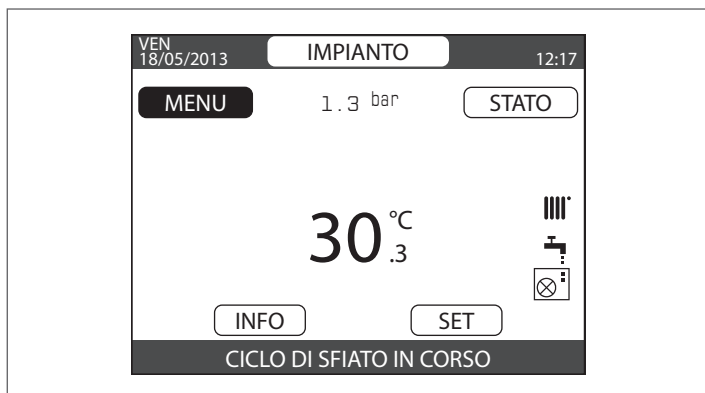 VEN
18/05/2013 IMPIANTO 12:17
MENU 1.3 bar STATO
30.3 °C
INFO SET
CICLO DI SFIATO IN CORSO